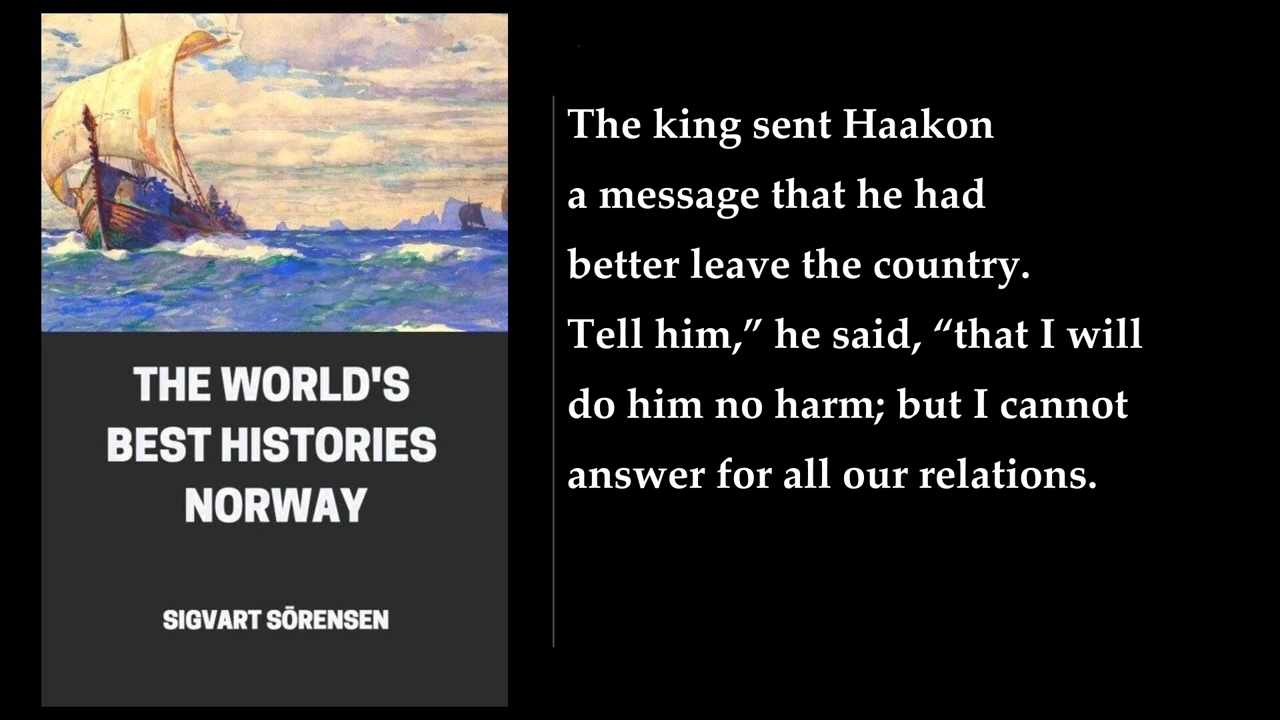 THE WORLD'S
BEST HISTORIES
NORWAY
SIGVART SÖRENSEN
The king sent Haakon
a message that he had
better leave the country.
Tell him,” he said, “that I will
do him no harm; but I cannot
answer for all our relations.